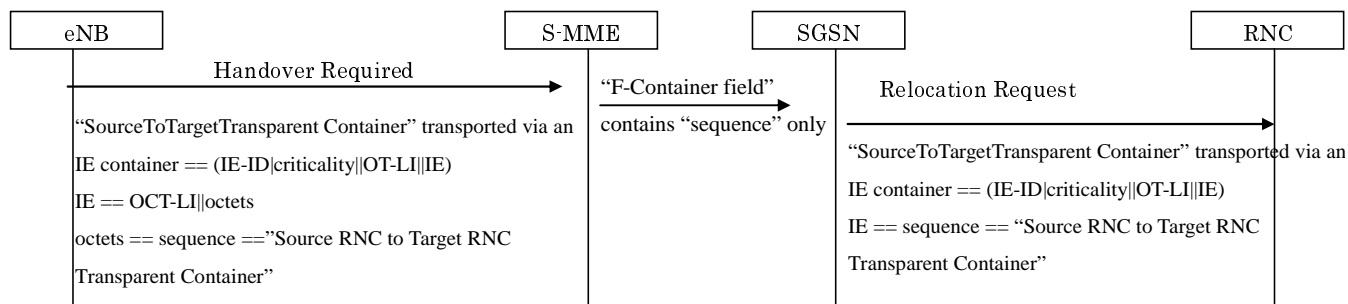 eNB
S-MME
SGSN
RNC
Handover Required
“F-Container field”
contains “sequence” only
Relocation Request
“SourceToTargetTransparent Container” transported via an
IE container == (IE-ID|criticality||OT-LI||IE)
IE == OCT-LI||octets
octets == sequence ==”Source RNC to Target RNC
Transparent Container”
“SourceToTargetTransparent Container” transported via an
IE container == (IE-ID|criticality||OT-LI||IE)
IE == sequence == “Source RNC to Target RNC
Transparent Container”